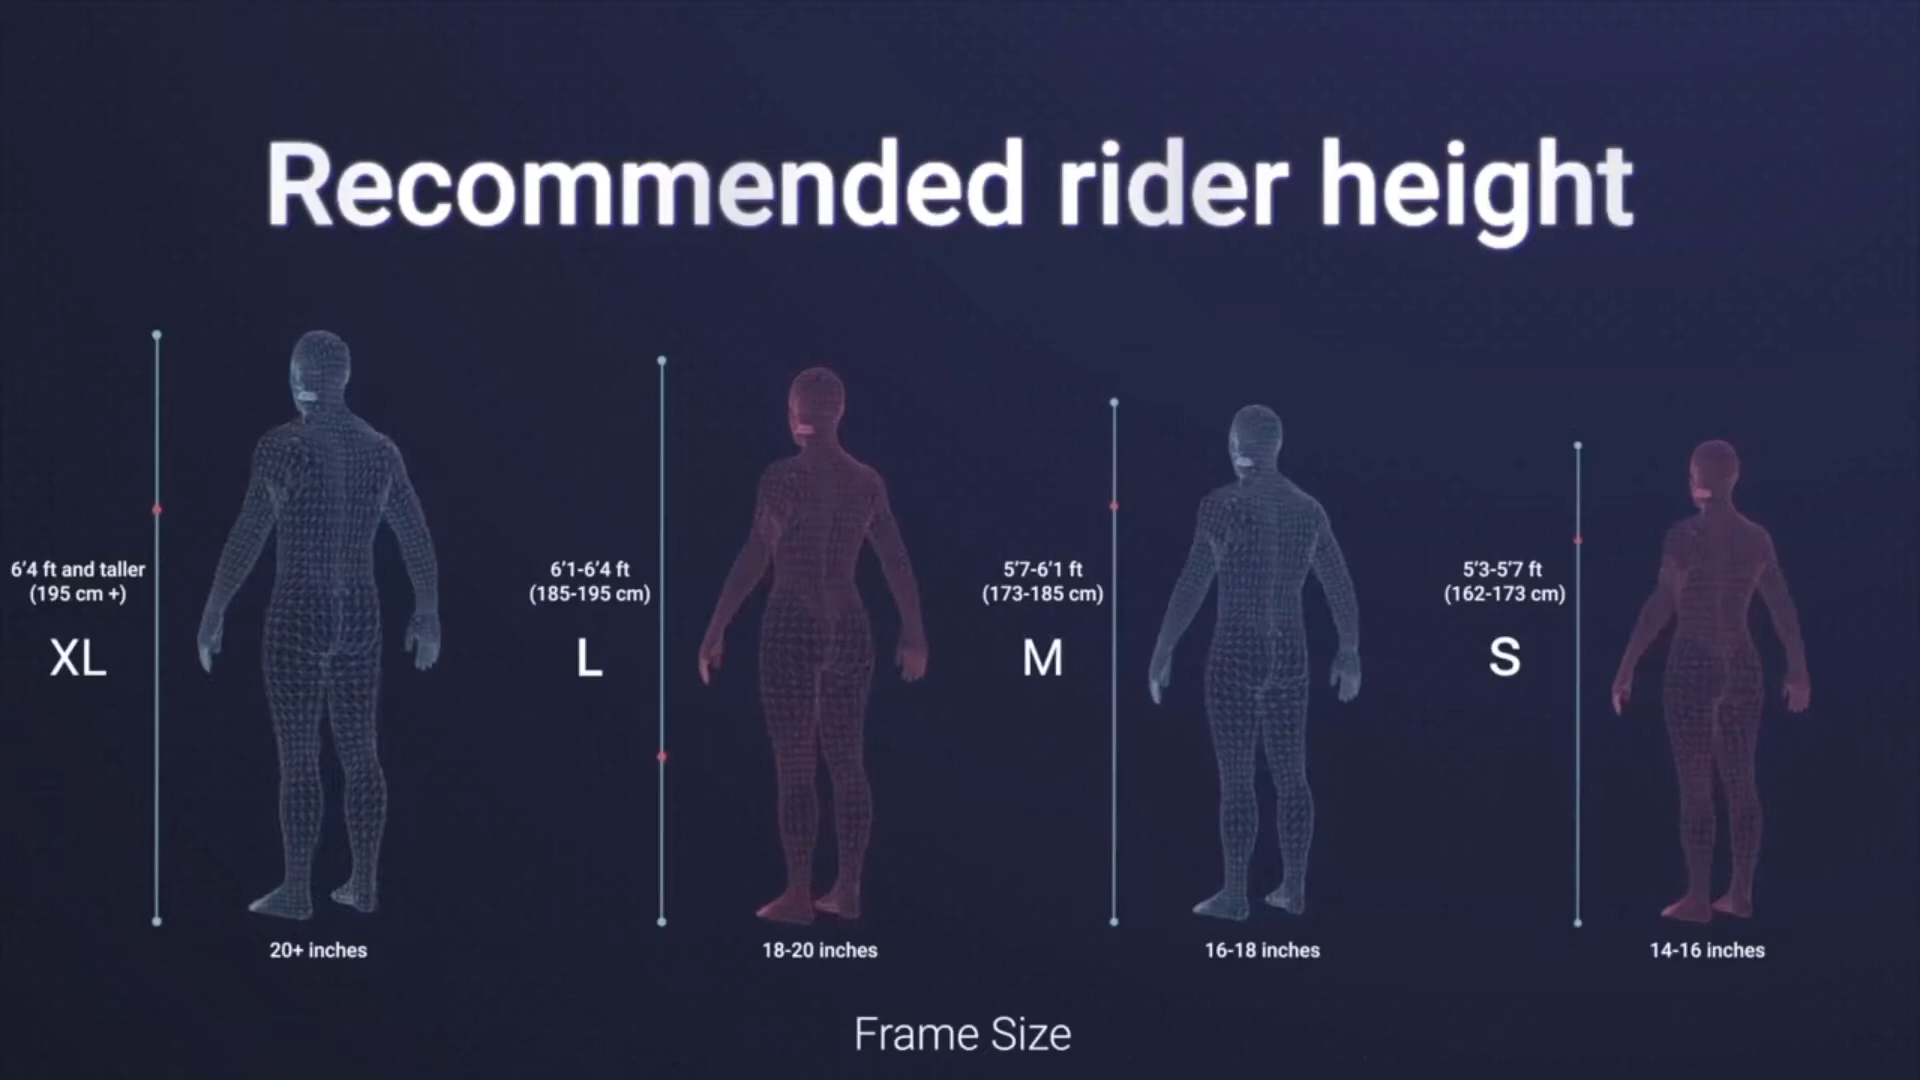 Recommended rider height
6'4 ft and taller
(195 cm +)
XL
20+ inches
6'1-6'4 ft
(185-195 cm)
L
18-20 inches
5'7-6'1 ft
(173-185 cm)
M
16-18 inches
5'3-5'7 ft
(162-173 cm)
S
14-16 inches
Frame Size